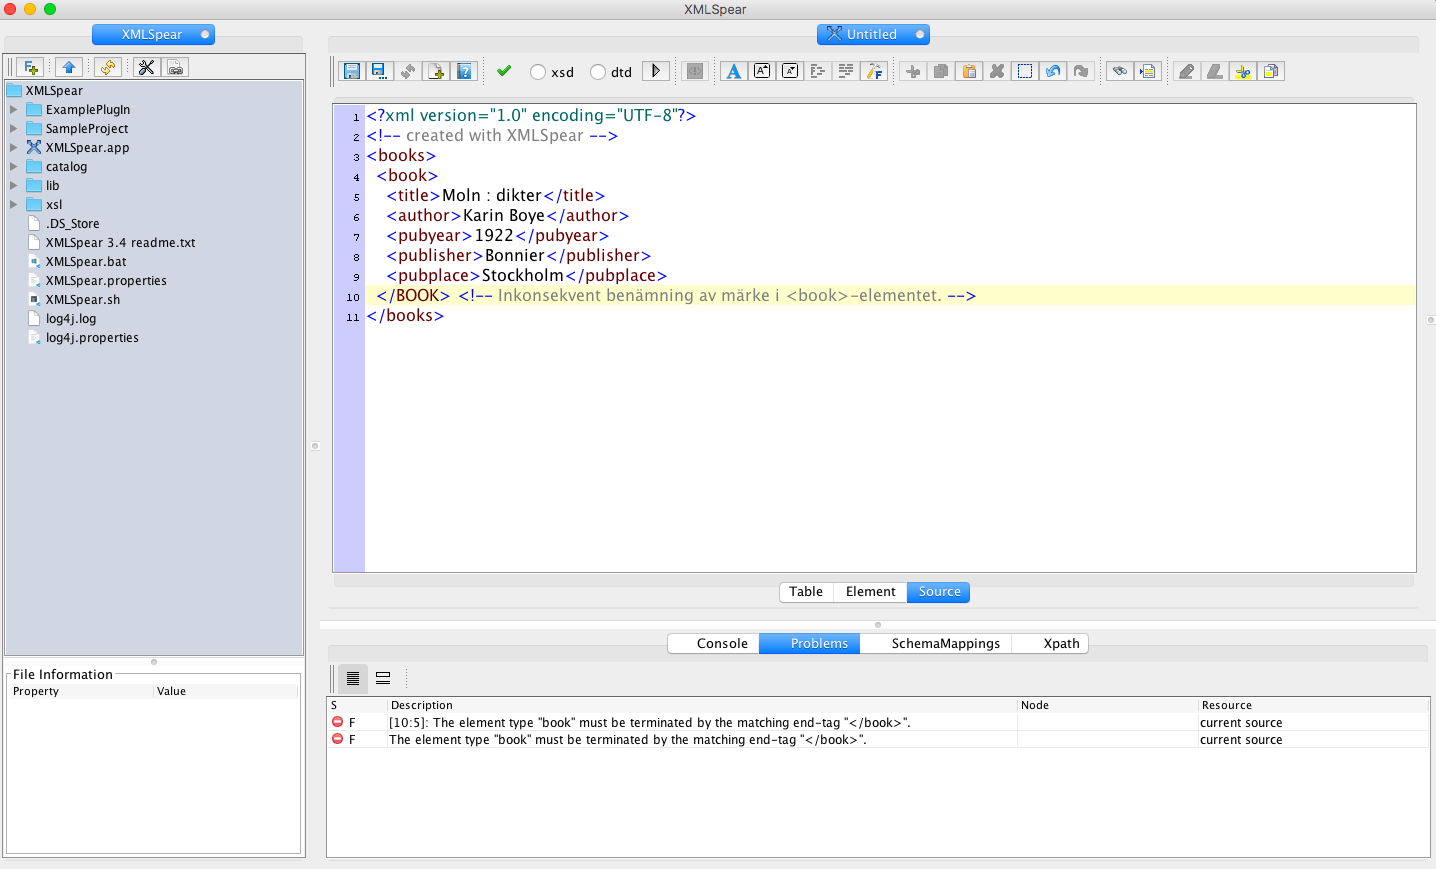 XMLSpear
XMLSpear
Untitled
xsd
dtd
XMLSpear
ExamplePlugIn
SampleProject
XMLSpear.app
catalog
lib
xsl
.DS_Store
XMLSpear 3.4 readme.txt
XMLSpear.bat
XMLSpear.properties
XMLSpear.sh
log4j.log
log4j.properties
File Information
Property Value
1 <?xml version="1.0" encoding="UTF-8"?>
2 <!-- created with XMLSpear -->
3 <books>
4 <book>
5 <title>Moln : dikter</title>
6 <author>Karin Boye</author>
7 <pubyear>1922</pubyear>
8 <publisher>Bonnier</publisher>
9 <pubplace>Stockholm</pubplace>
10 </BOOK> <!-- Inkonsekvent benämning av märke i <book>-elementet. -->
11 </books>
Table Element Source
Console Problems SchemaMappings Xpath
S Description Node Resource
F [10:5]: The element type "book" must be terminated by the matching end-tag "</book>". current source
F The element type "book" must be terminated by the matching end-tag "</book>". current source